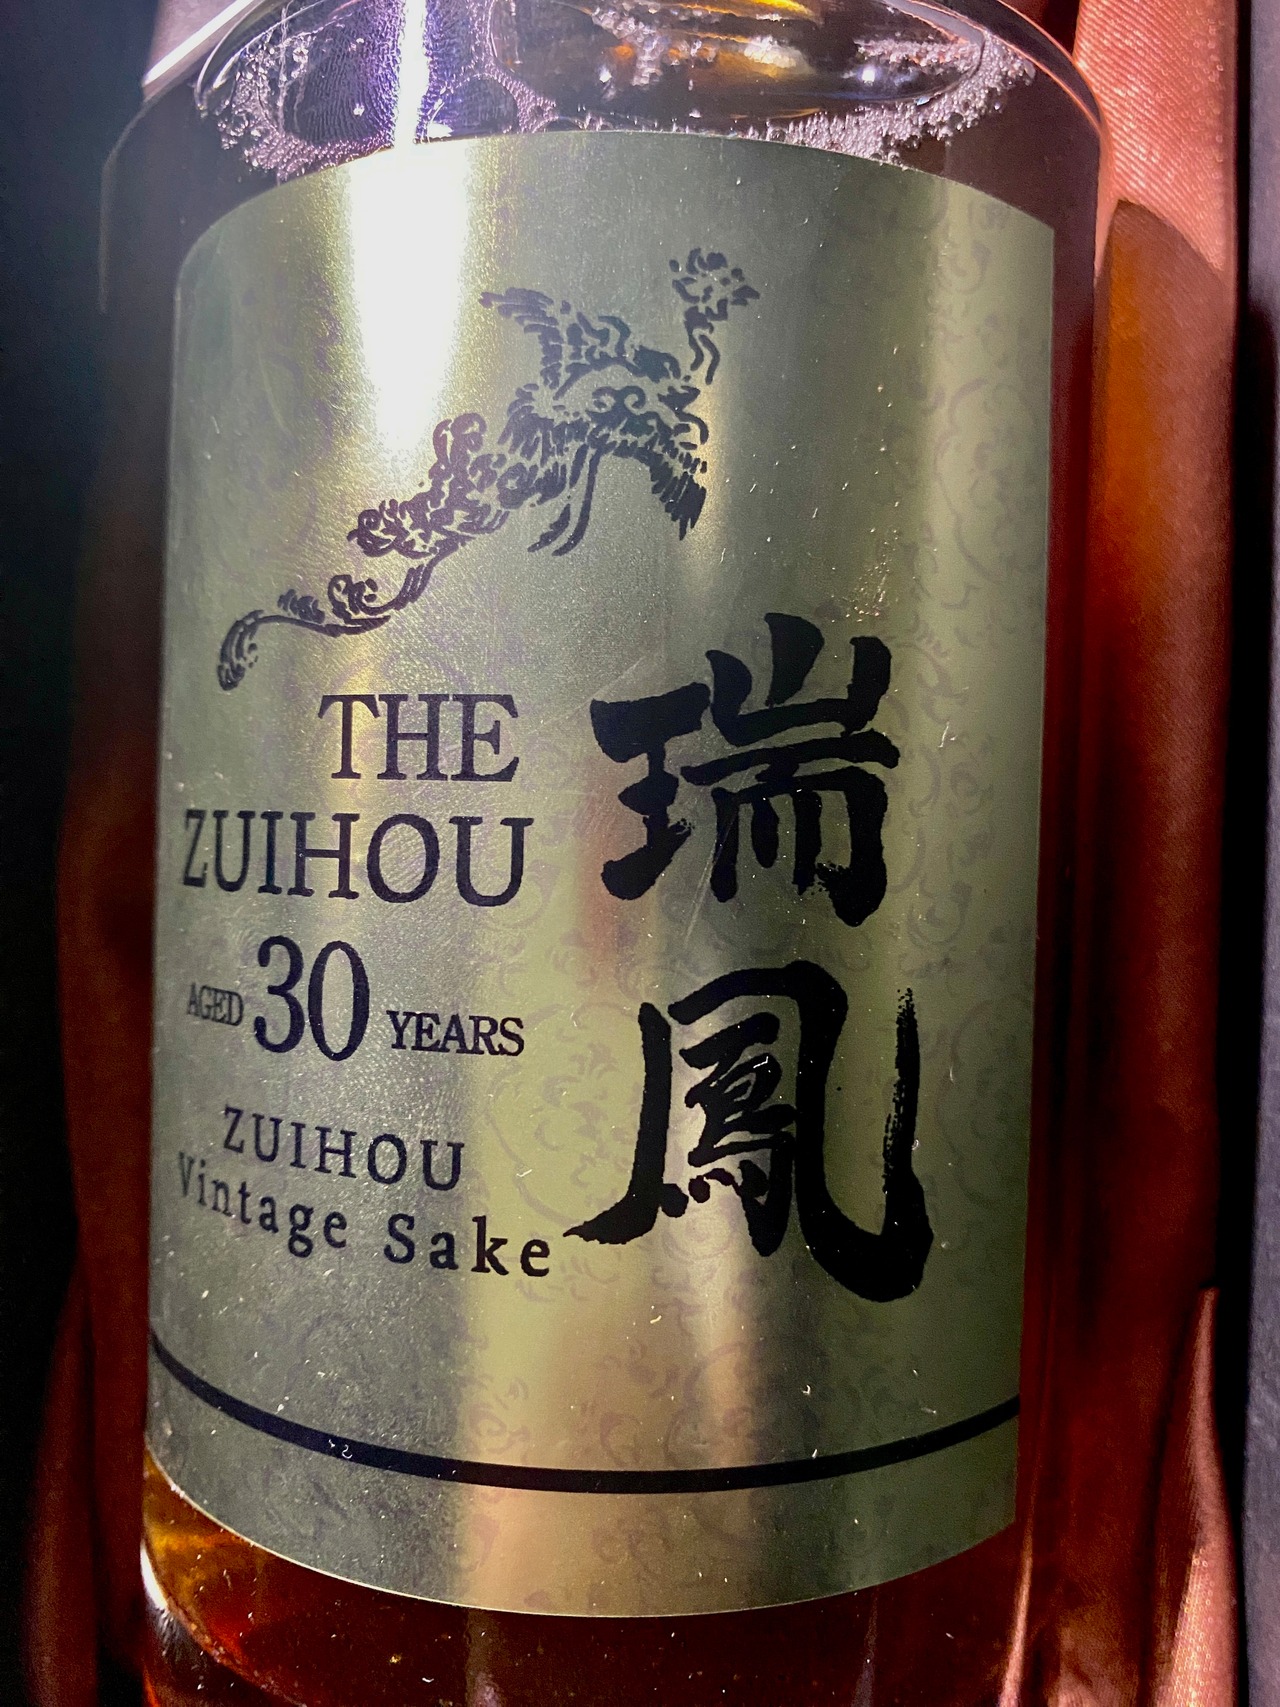 THE
ZUIHOU
AGED 30 YEARS
ZUIHOU
Vintage Sake
瑞鳳